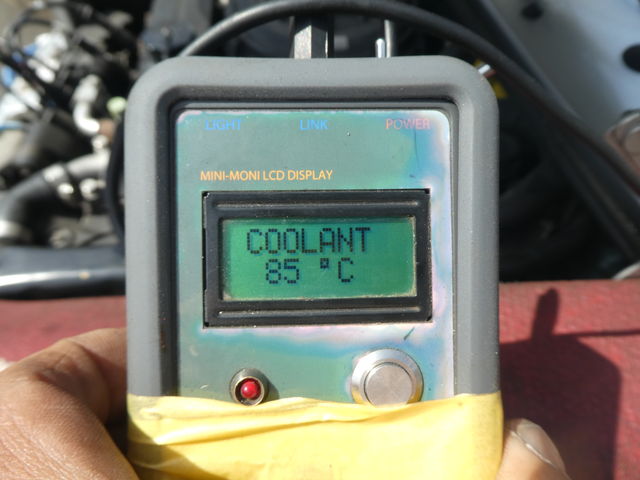 LIGHT LINK POWER
MINI-MONI LCD DISPLAY
COOLANT
85 °C